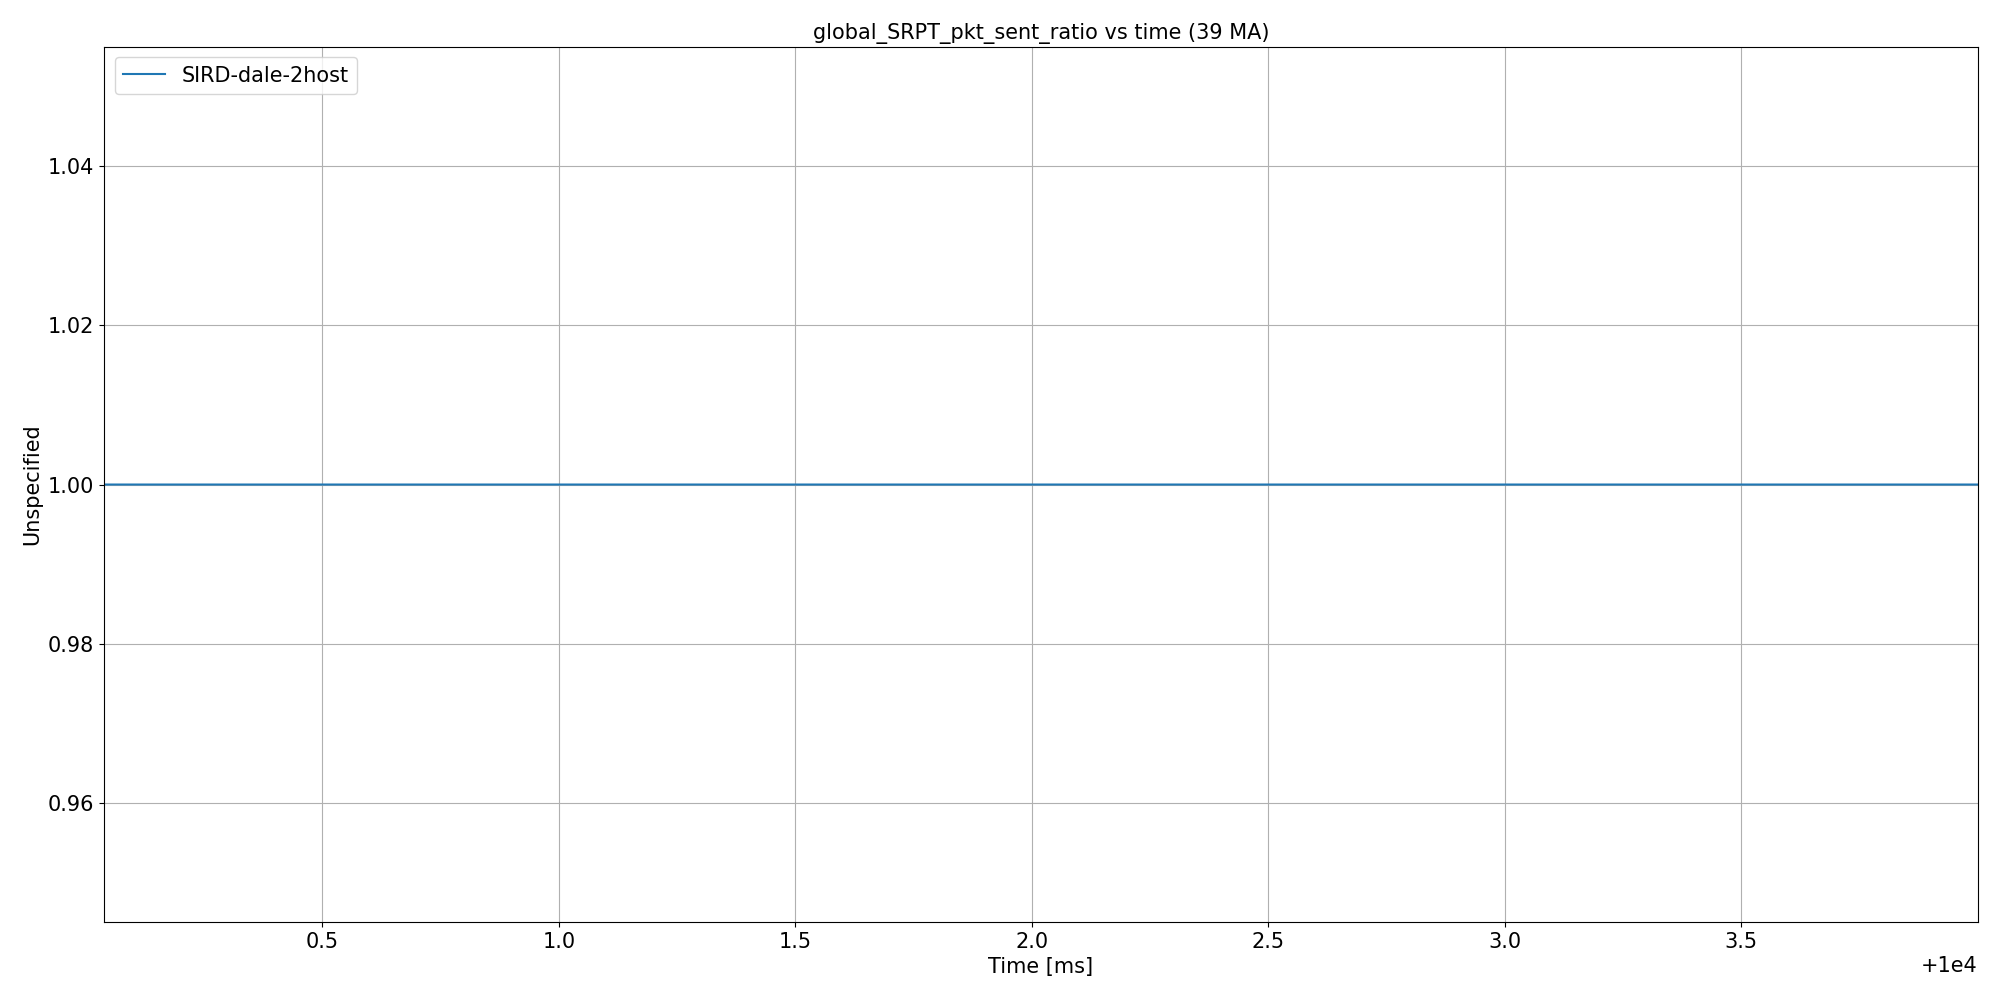 global_SRPT_pkt_sent_ratio vs time (39 MA)
SIRD-dale-2host
1.04
1.02
1.00
0.98
0.96
Unspecified
0.5 1.0 1.5 2.0 2.5 3.0 3.5
Time [ms]
+1e4